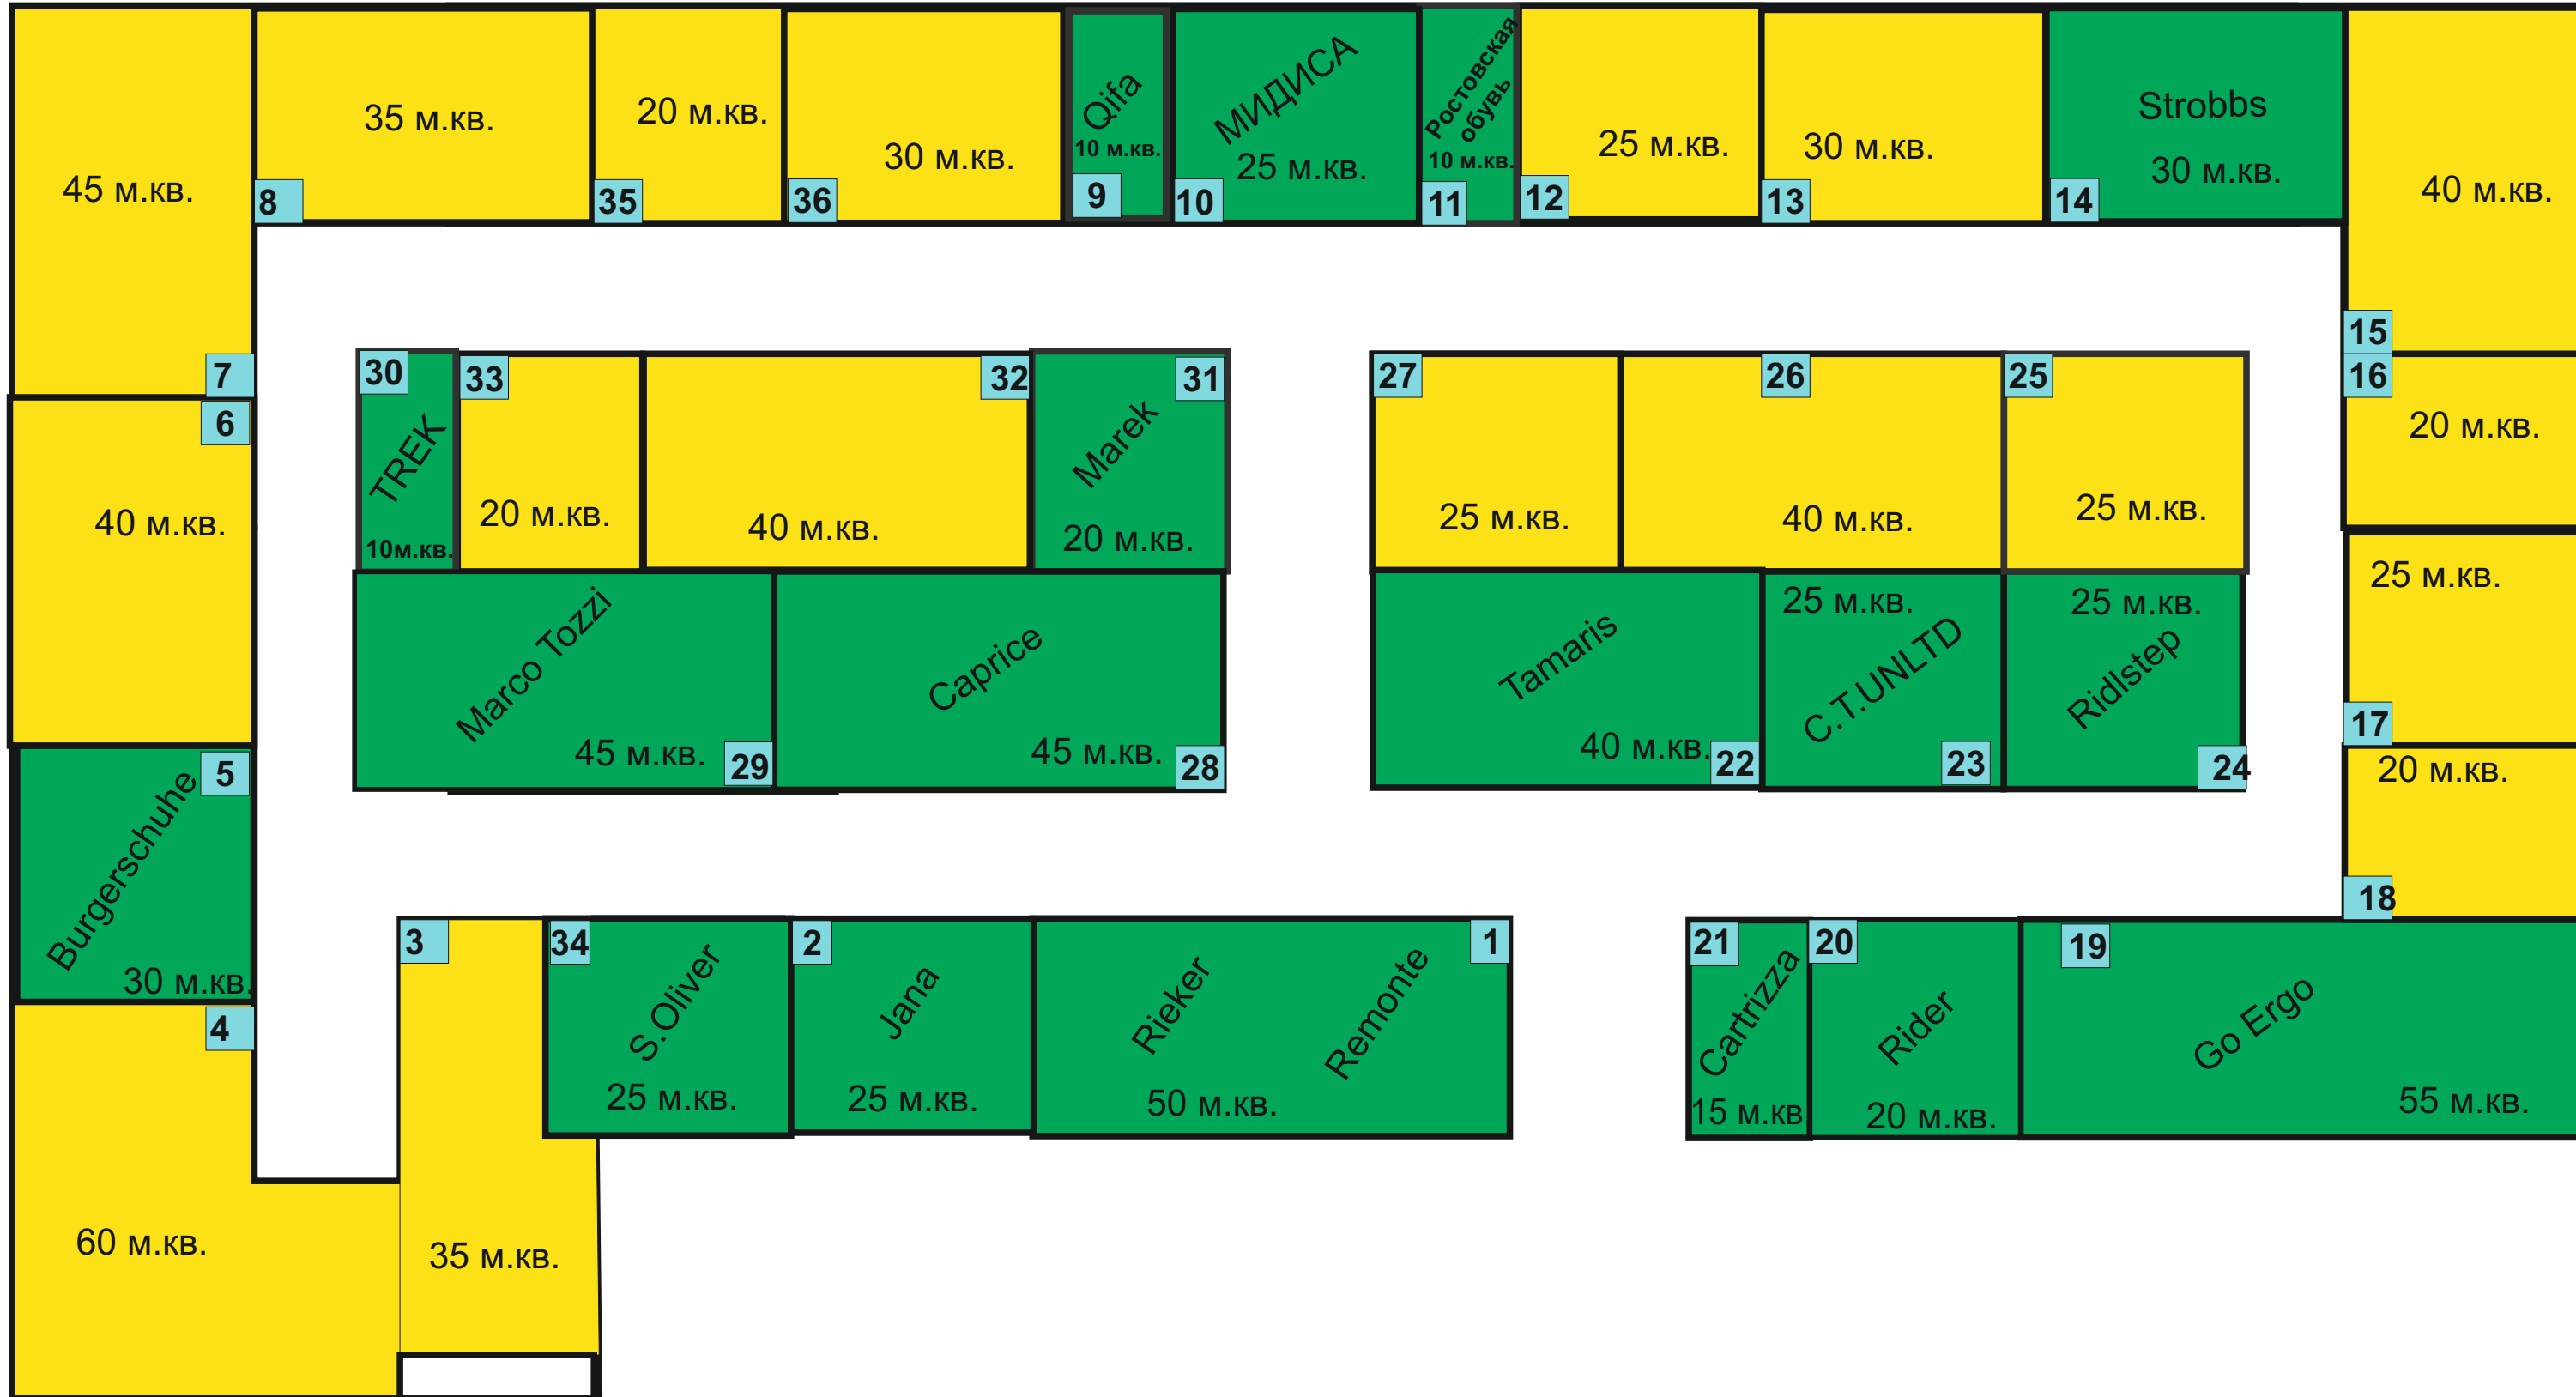 45 м.кв.
7
8
35 м.кв.
35
20 м.кв.
36
30 м.кв.
Qifa
10 м.кв.
9
МИДИСА
25 м.кв.
10
Ростовская
обувь
10 м.кв.
11
25 м.кв.
12
30 м.кв.
13
Strobbs
30 м.кв.
14
40 м.кв.
15
6
40 м.кв.
30
TREK
10м.кв.
33
20 м.кв.
32
40 м.кв.
31
Marek
20 м.кв.
27
25 м.кв.
26
40 м.кв.
25
25 м.кв.
16
20 м.кв.
25 м.кв.
17
Marco Tozzi
45 м.кв.
29
Caprice
45 м.кв.
28
Tamaris
40 м.кв.
22
25 м.кв.
C.T.UNLTD
23
25 м.кв.
Ridlstep
24
20 м.кв.
18
5
Burgerschuhe
30 м.кв.
4
60 м.кв.
3
35 м.кв.
34
S.Oliver
25 м.кв.
2
Jana
25 м.кв.
1
Rieker
Remonte
50 м.кв.
21
Cartrizza
15 м.кв
20
Rider
20 м.кв.
19
Go Ergo
55 м.кв.